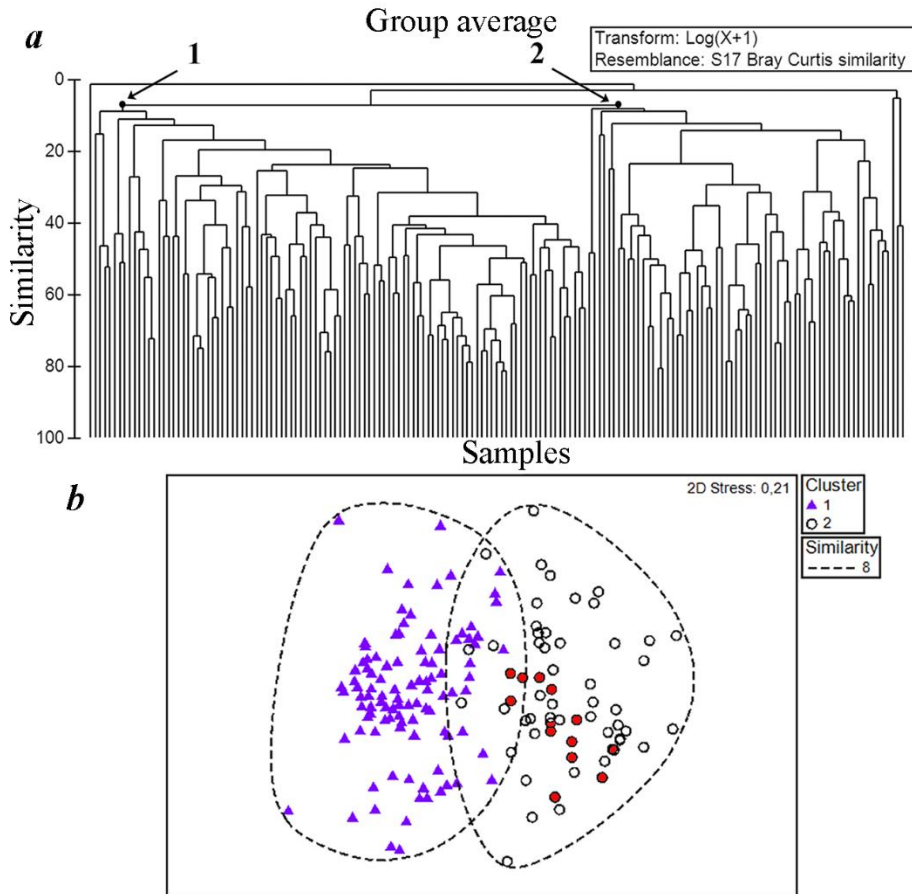 Group average
a
1
2
Transform: Log(X+1)
Resemblance: S17 Bray Curtis similarity
0
20
40
60
80
100
Similarity
Samples
b
2D Stress: 0,21
Cluster
1
2
Similarity
8